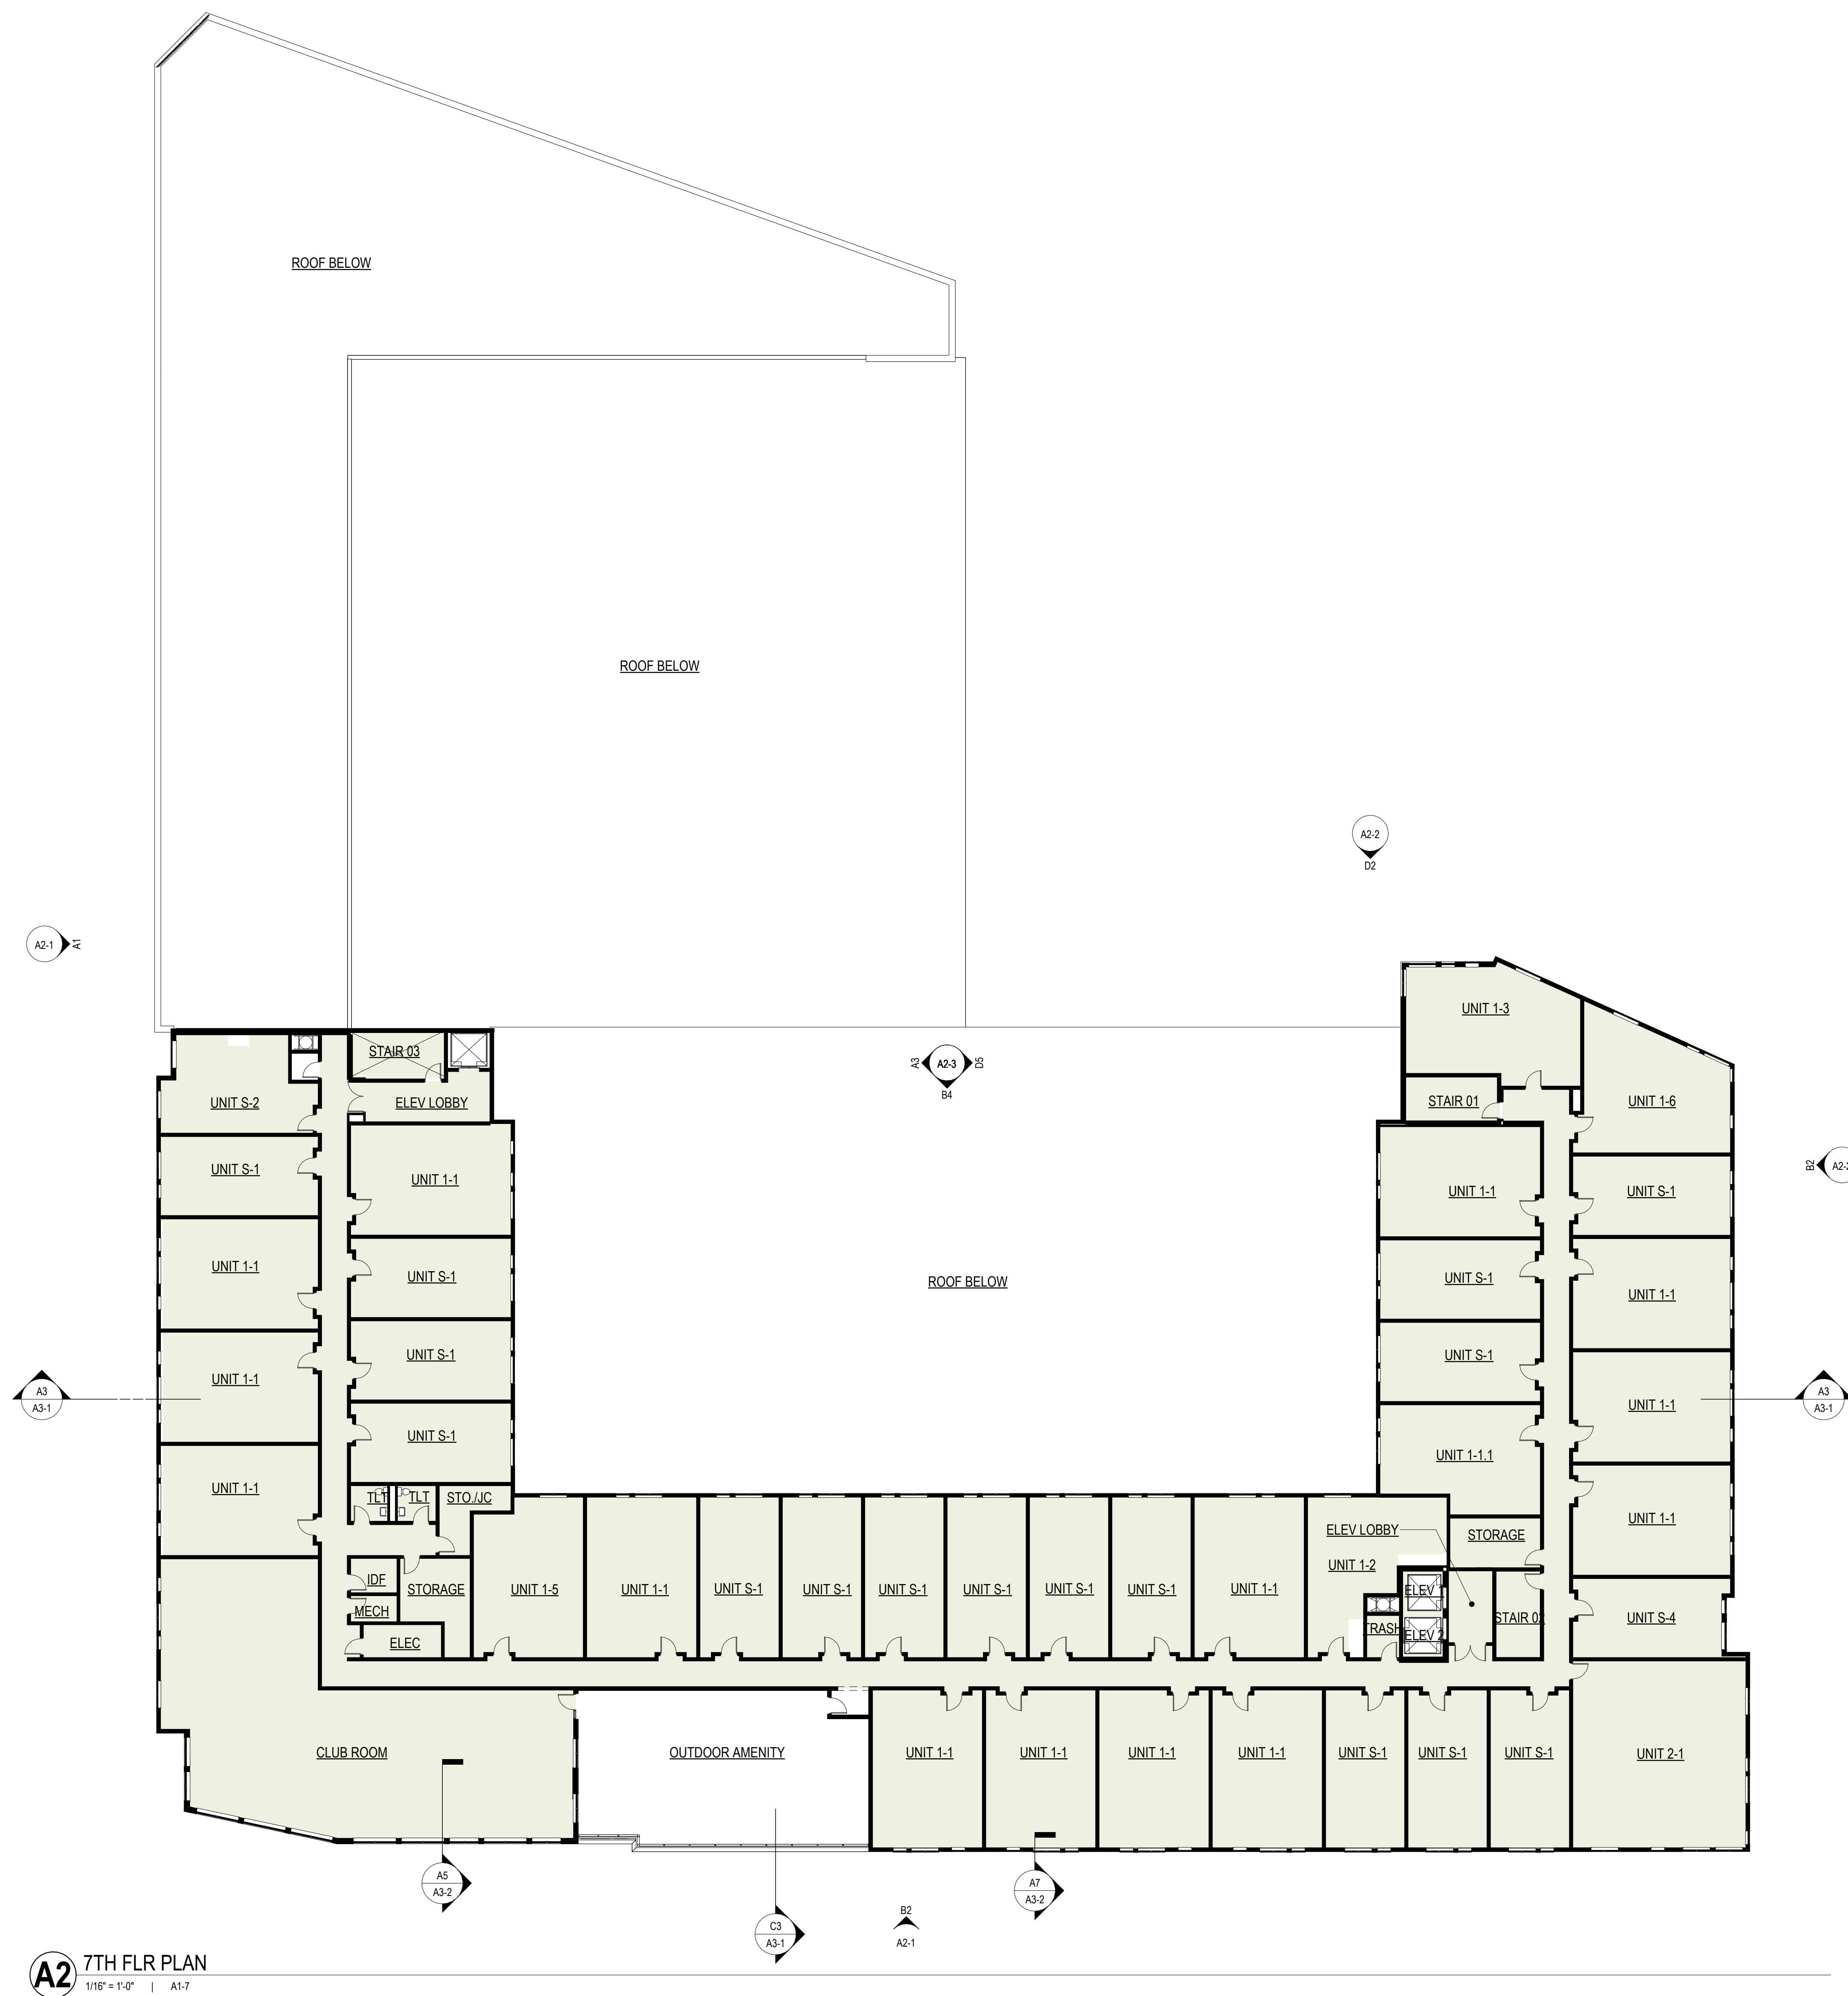 ROOF BELOW
ROOF BELOW
A2-2
D2
A2-1
A1
UNIT 1-3
STAIR 03
A3
A2-3
D5
B4
ELEV LOBBY
UNIT S-2
STAIR 01
UNIT 1-6
UNIT S-1
UNIT 1-1
B2
UNIT 1-1
UNIT S-1
UNIT 1-1
UNIT S-1
ROOF BELOW
UNIT S-1
UNIT 1-1
UNIT S-1
UNIT S-1
UNIT 1-1
A3
A3-1
UNIT 1-1
A3
A3-1
UNIT S-1
UNIT 1-1.1
UNIT 1-1
TLT
TLT
STO./JC
ELEV LOBBY
STORAGE
UNIT 1-1
UNIT 1-2
IDF
STORAGE
UNIT 1-5
UNIT 1-1
UNIT S-1
UNIT S-1
UNIT S-1
UNIT S-1
UNIT S-1
UNIT S-1
UNIT 1-1
ELEV 1
MECH
TRASH
STAIR 02
UNIT S-4
ELEC
ELEV 2
CLUB ROOM
OUTDOOR AMENITY
UNIT 1-1
UNIT 1-1
UNIT 1-1
UNIT 1-1
UNIT S-1
UNIT S-1
UNIT S-1
UNIT 2-1
A5
A3-2
A7
A3-2
C3
A3-1
B2
A2-1
A2
7TH FLR PLAN
1/16" = 1'-0" | A1-7